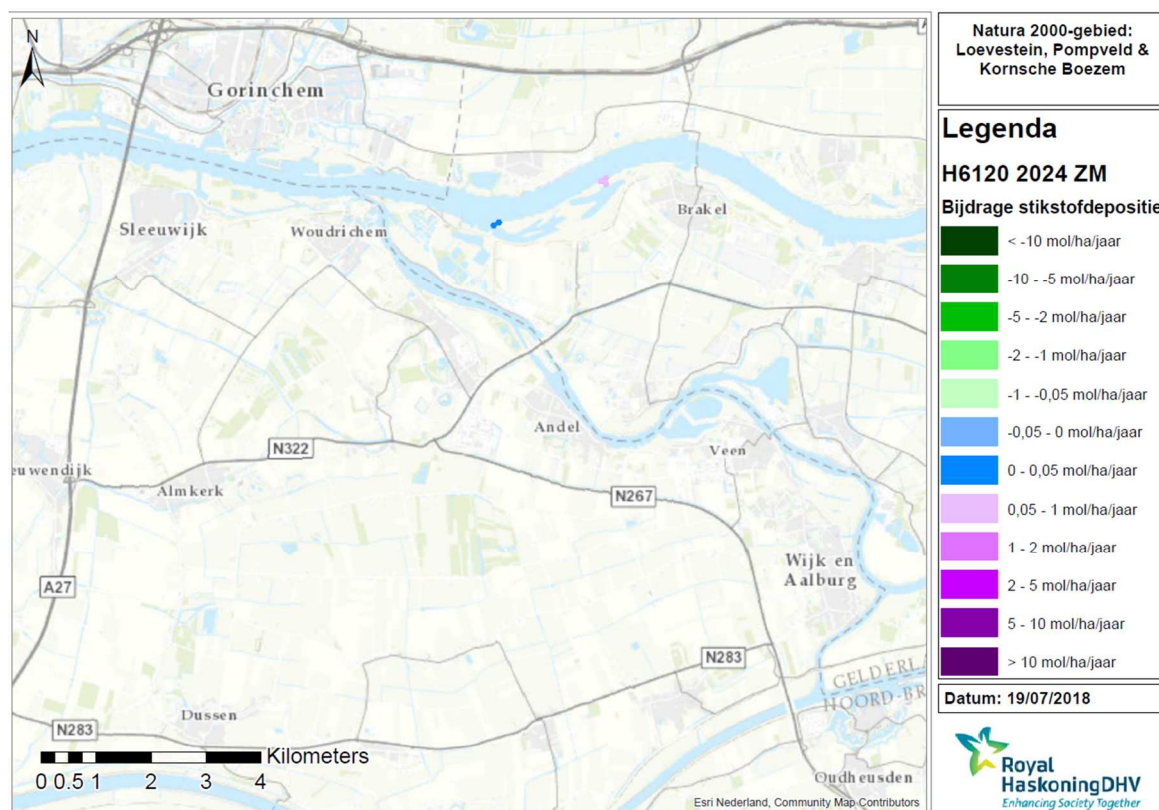 N
Gorinchem
Sleeuwijk
Woudrichem
Brakel
Andel
Veen
N322
euwendijk
Almkerk
N267
Wijk en
Aalburg
A27
N283
GELDERLA
NOORD-BR
Dussen
N283
Kilometers
0 0.5 1 2 3 4
Oudheusden
Esri Nederland, Community Map Contributors
Natura 2000-gebied:
Loevestein, Pompveld &
Kornsche Boezem
Legenda
H6120 2024 ZM
Bijdrage stikstofdepositie
< -10 mol/ha/jaar
-10 - -5 mol/ha/jaar
-5 - -2 mol/ha/jaar
-2 - -1 mol/ha/jaar
-1 - -0,05 mol/ha/jaar
-0,05 - 0 mol/ha/jaar
0 - 0,05 mol/ha/jaar
0,05 - 1 mol/ha/jaar
1 - 2 mol/ha/jaar
2 - 5 mol/ha/jaar
5 - 10 mol/ha/jaar
> 10 mol/ha/jaar
Datum: 19/07/2018
Royal
HaskoningDHV
Enhancing Society Together